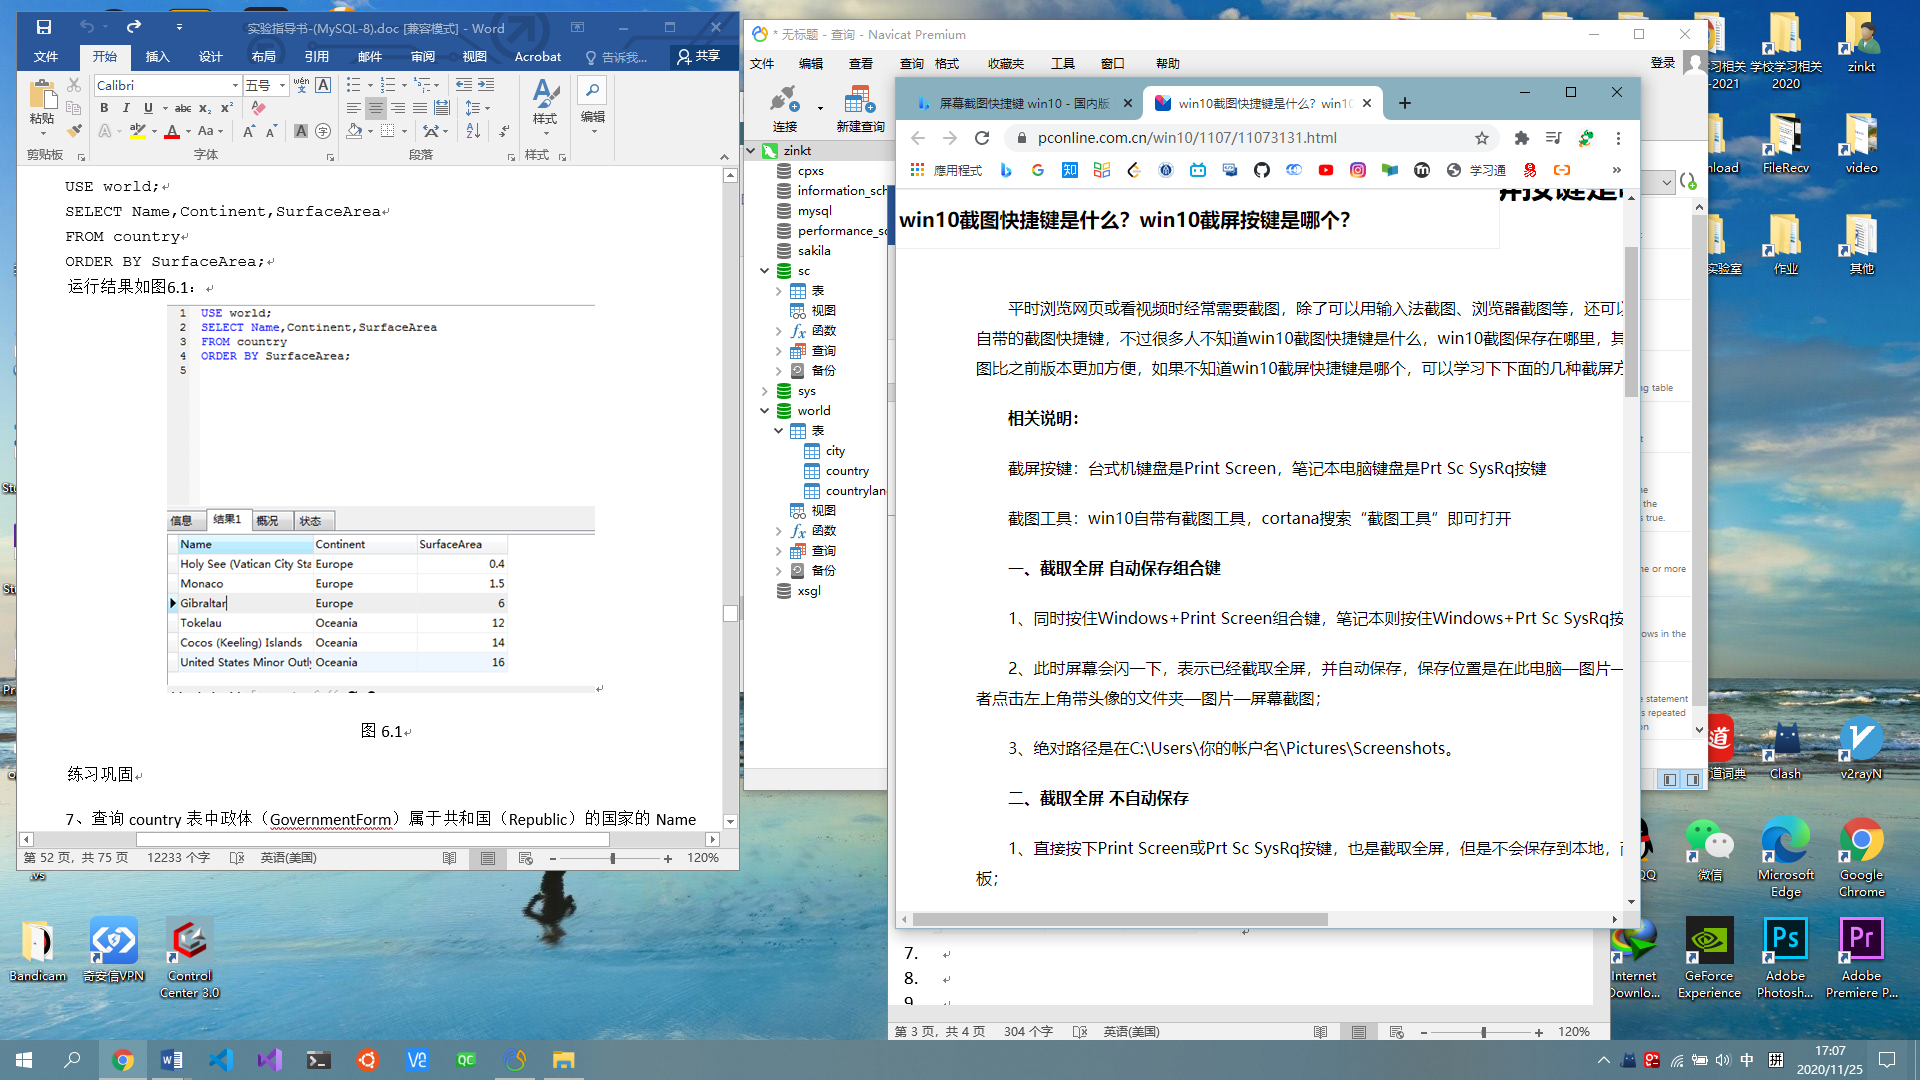 实验指导书-(MySQL-8).doc [兼容模式] - Word
文件 开始 插入 设计 布局 引用 邮件 审阅 视图 Acrobat 告诉我... 共享
粘贴 Calibri 五号 样式 编辑
剪贴板 字体 段落 样式
USE world;
SELECT Name,Continent,SurfaceArea
FROM country
ORDER BY SurfaceArea;
运行结果如图6.1：
1 USE world;
2 SELECT Name,Continent,SurfaceArea
3 FROM country
4 ORDER BY SurfaceArea;
5
信息 结果1 概况 状态
Name Continent SurfaceArea
Holy See (Vatican City Sta Europe 0.4
Monaco Europe 1.5
Gibraltar Europe 6
Tokelau Oceania 12
Cocos (Keeling) Islands Oceania 14
United States Minor Outl Oceania 16
图 6.1
练习巩固
7、查询 country 表中政体（GovernmentForm）属于共和国（Republic）的国家的 Name
第 52 页，共 75 页 12233 个字 英语(美国) 120%
* 无标题 - 查询 - Navicat Premium
文件 编辑 查看 查询 格式 收藏夹 工具 窗口 帮助 登录
连接 新建查询
zinkt
cpxs
information_sch
mysql
performance_sc
sakila
sc
表
视图
函数
查询
备份
sys
world
表
city
country
countrylan
视图
函数
查询
备份
xsgl
屏幕截图快捷键 win10 - 国内版
win10截图快捷键是什么？win10
pconline.com.cn/win10/1107/11073131.html
應用程式 学习通
win10截图快捷键是什么？win10截屏按键是哪个？
平时浏览网页或看视频时经常需要截图，除了可以用输入法截图、浏览器截图等，还可以
自带的截图快捷键，不过很多人不知道win10截图快捷键是什么，win10截图保存在哪里，其
图比之前版本更加方便，如果不知道win10截屏快捷键是哪个，可以学习下下面的几种截屏方
相关说明：
截屏按键：台式机键盘是Print Screen，笔记本电脑键盘是Prt Sc SysRq按键
截图工具：win10自带有截图工具，cortana搜索“截图工具”即可打开
一、截取全屏 自动保存组合键
1、同时按住Windows+Print Screen组合键，笔记本则按住Windows+Prt Sc SysRq按
2、此时屏幕会闪一下，表示已经截取全屏，并自动保存，保存位置是在此电脑—图片—
者点击左上角带头像的文件夹—图片—屏幕截图；
3、绝对路径是在C:\Users\你的帐户名\Pictures\Screenshots。
二、截取全屏 不自动保存
1、直接按下Print Screen或Prt Sc SysRq按键，也是截取全屏，但是不会保存到本地，而
板；
7.
8.
9
第 3 页，共 4 页 304 个字 英语(美国) 120%
g table
e
the
s true.
e or more
ows in the
e statement
s repeated
n
习相关 -2021
学校学习相关 2020
zinkt
nload
FileRecv
video
实验室
作业
其他
道词典
Clash
v2rayN
QQ
微信
Microsoft Edge
Google Chrome
Internet Downlo...
GeForce Experience
Adobe Photosh...
Adobe Premiere P...
.vs
Bandicam
奇安信VPN
Control Center 3.0
中 拼 17:07
2020/11/25